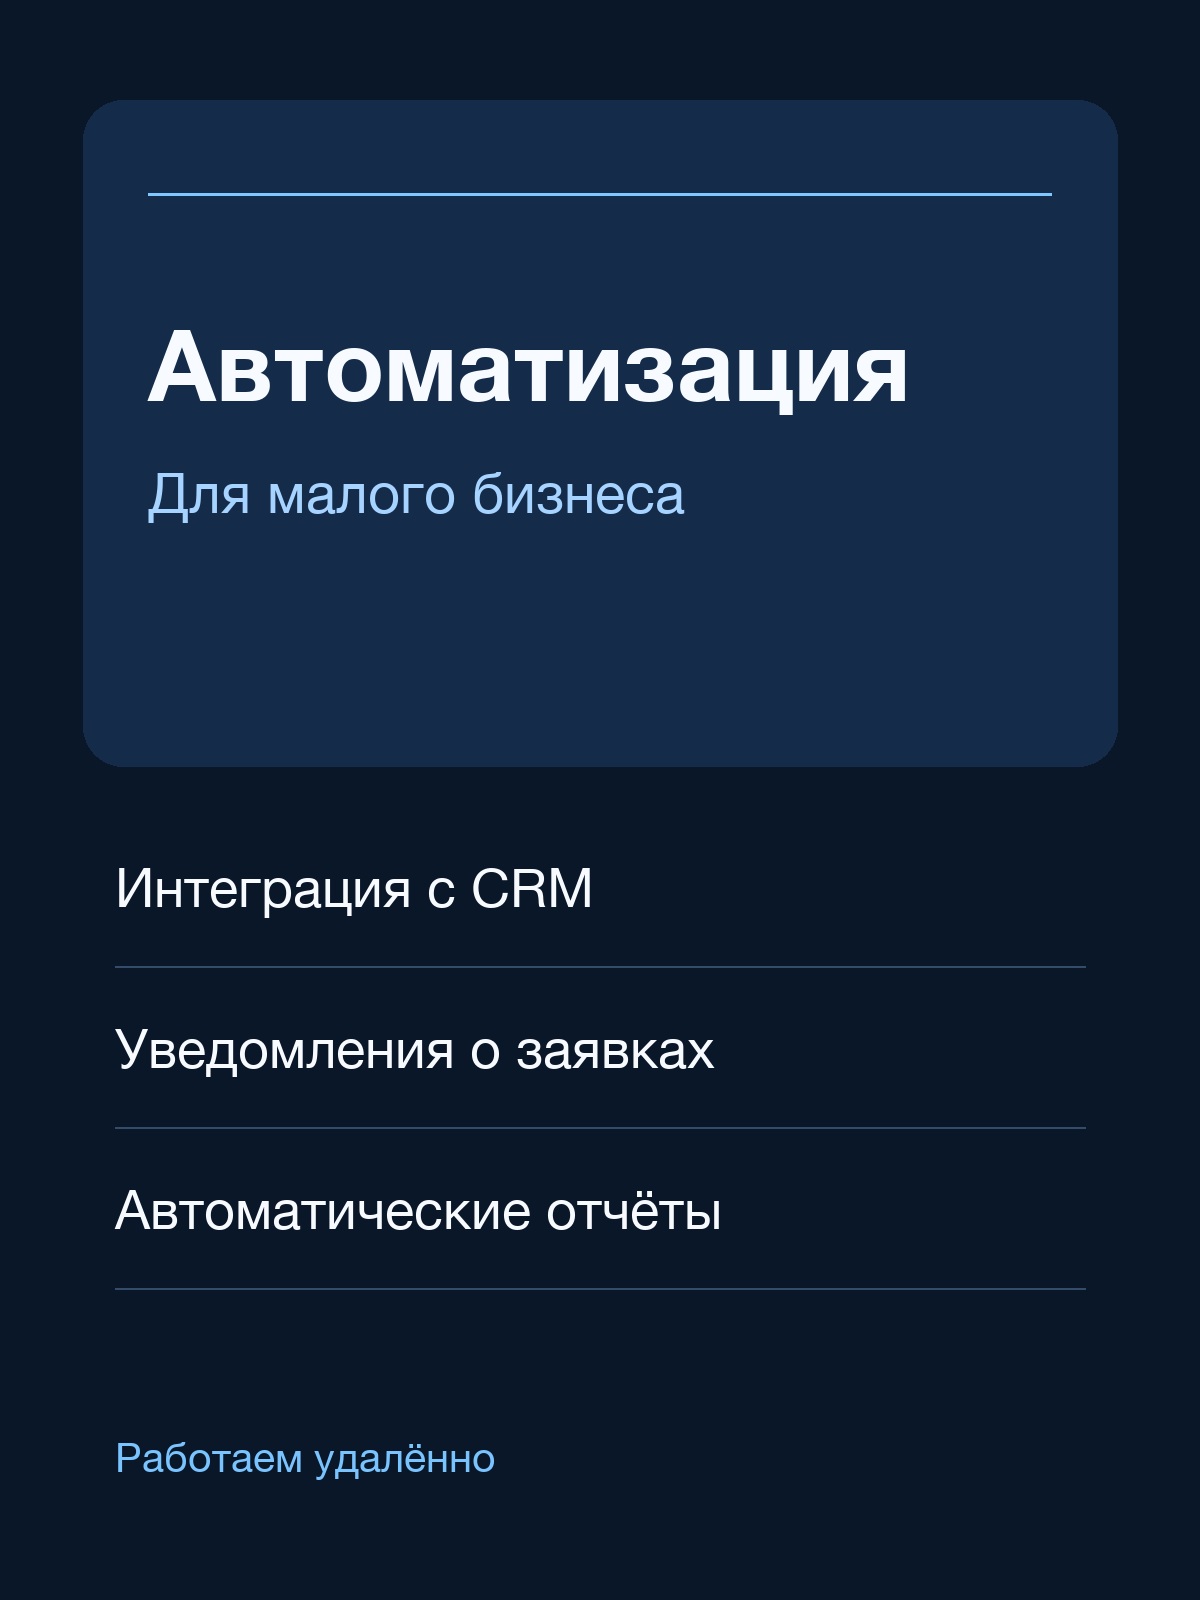 Автоматизация
Для малого бизнеса
Интеграция с CRM
Уведомления о заявках
Автоматические отчёты
Работаем удалённо